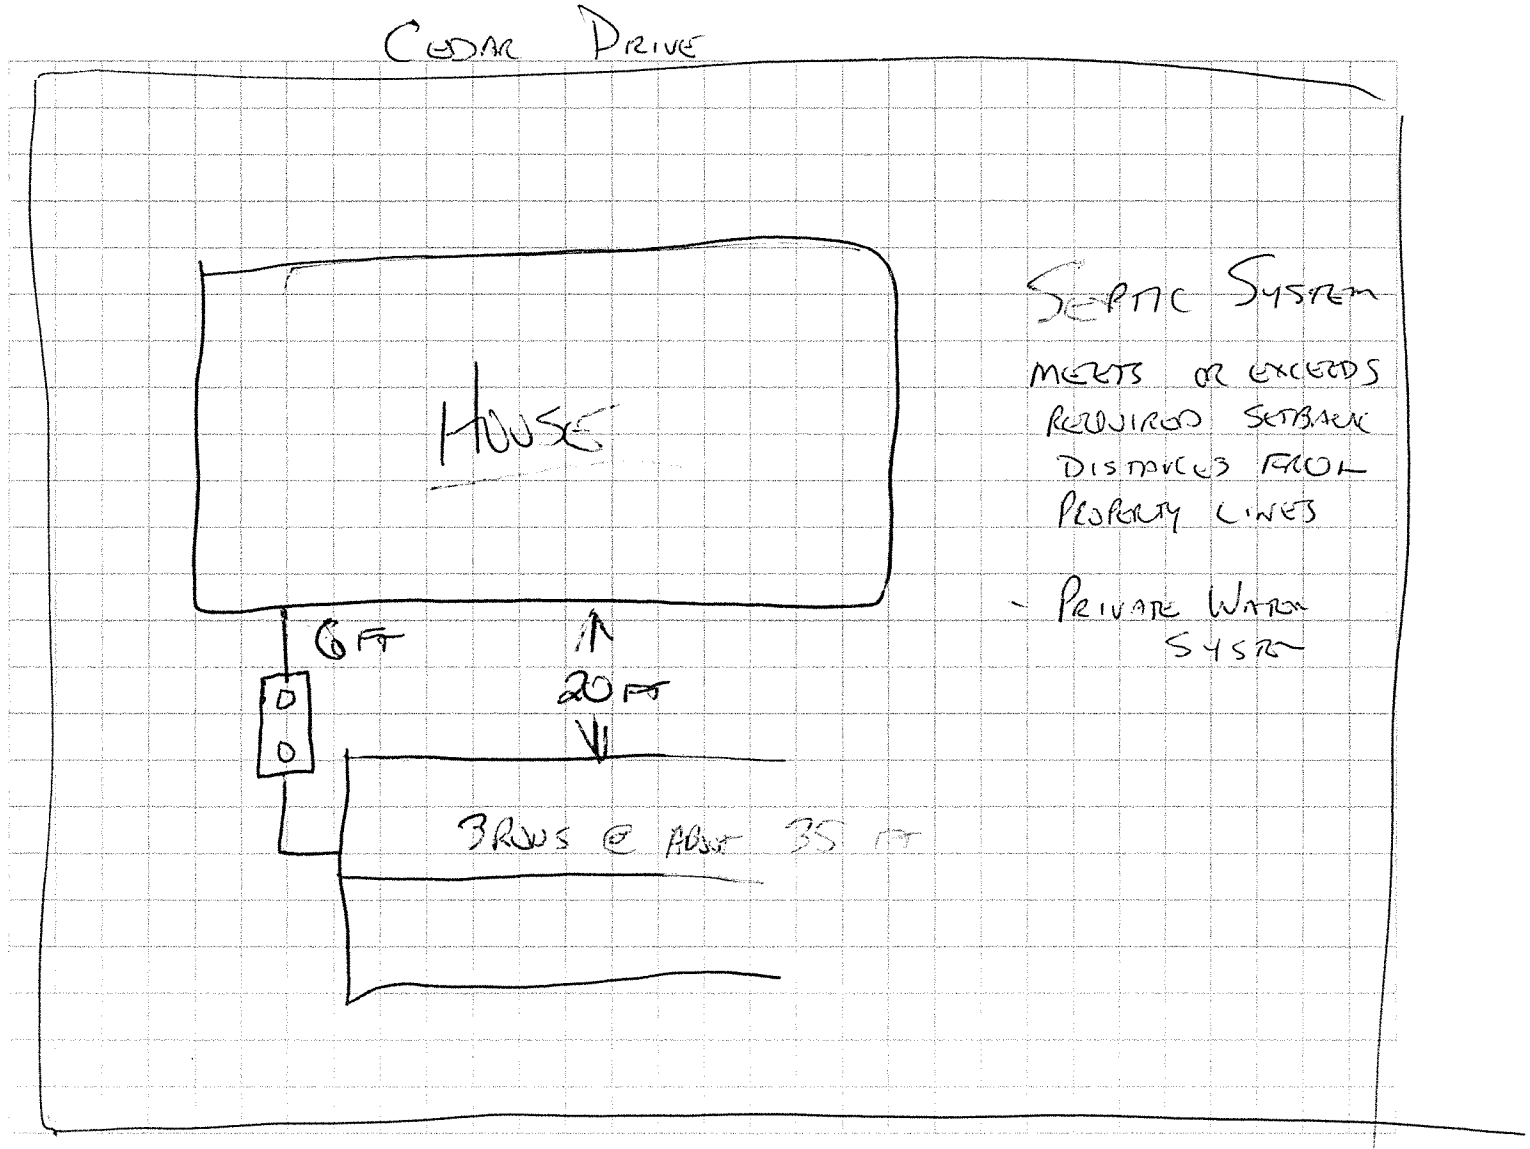 CEDAR DRIVE
SEPTIC SYSTEM
MEETS OR EXCEEDS
REQUIRED SETBACK
DISTANCES FROM
PROPERTY LINES
HOUSE
- PRIVATE WATER
SYSTEM
6 FT
20 FT
3 ROWS @ ABOUT 35 FT